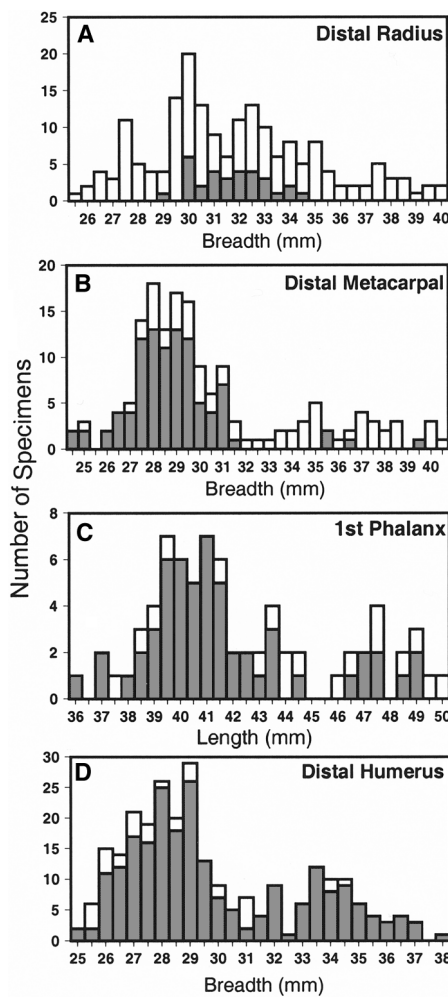 Number of Specimens
A
Distal Radius
25
20
15
10
5
0
26 27 28 29 30 31 32 33 34 35 36 37 38 39 40
Breadth (mm)
B
Distal Metacarpal
20
15
10
5
0
25 26 27 28 29 30 31 32 33 34 35 36 37 38 39 40
Breadth (mm)
C
1st Phalanx
8
6
4
2
0
36 37 38 39 40 41 42 43 44 45 46 47 48 49 50
Length (mm)
D
Distal Humerus
30
25
20
15
10
5
0
25 26 27 28 29 30 31 32 33 34 35 36 37 38
Breadth (mm)